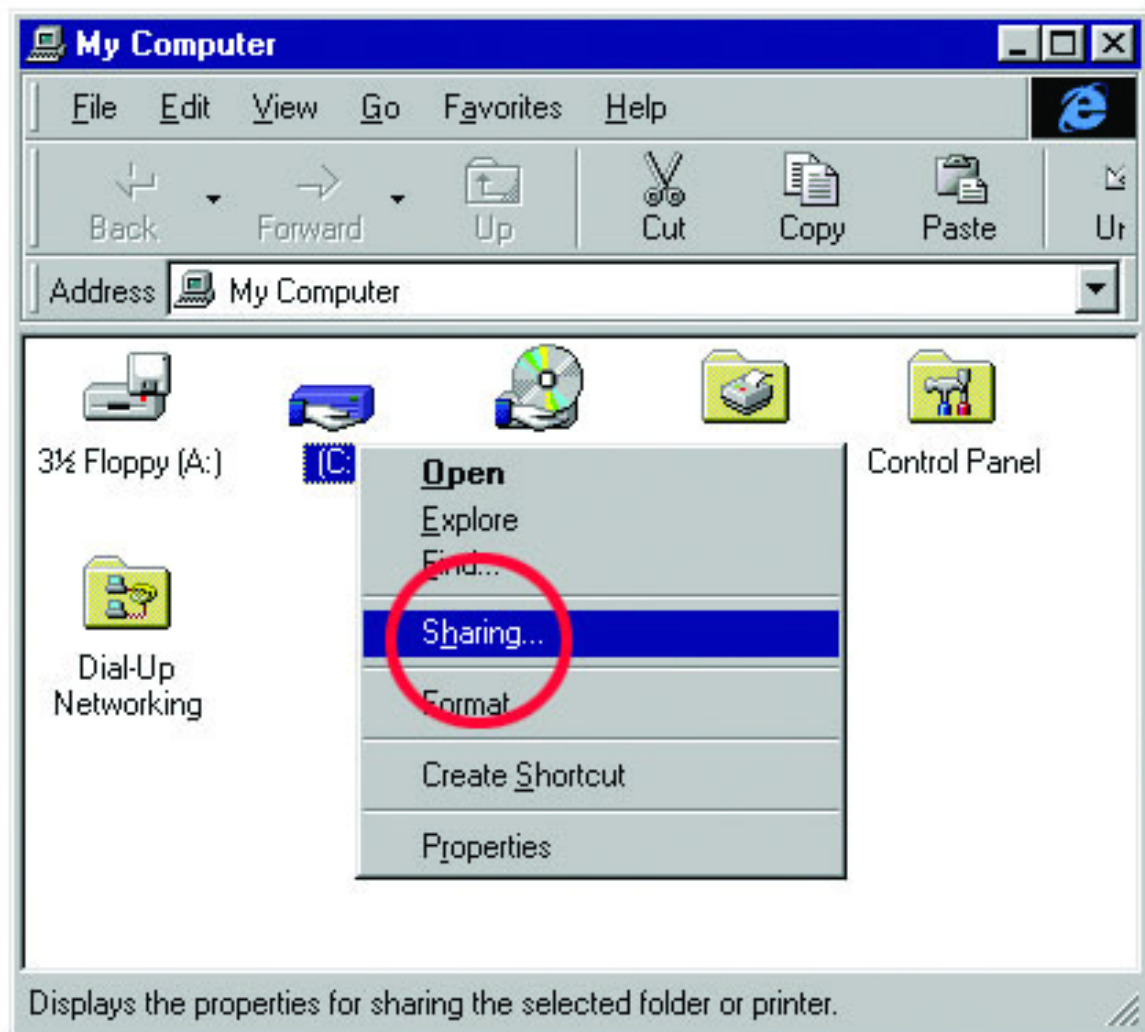 My Computer
File Edit View Go Favorites Help
Back Forward Up Cut Copy Paste
Address My Computer
3½ Floppy (A:) (C: Control Panel
Open
Explore
Find...
Sharing...
Format
Create Shortcut
Properties
Dial-Up
Networking
Displays the properties for sharing the selected folder or printer.